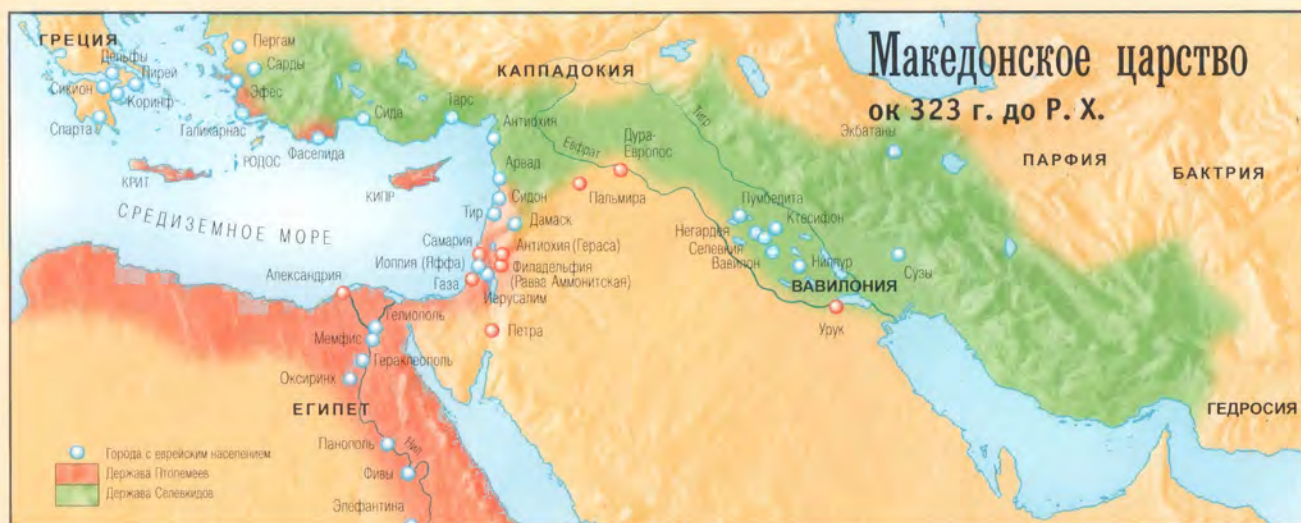 Македонское царство
ок 323 г. до Р. Х.
ГРЕЦИЯ
Дельфы
Пирей
Сикион
Коринф
Спарта
Пергам
Сарды
Эфес
Галикарнас
РОДОС
Фаселида
Сида
Тарс
КАППАДОКИЯ
Антиохия
Арвад
Сидон
Тир
Дамаск
КРИТ
КИПР
СРЕДИЗЕМНОЕ МОРЕ
Евфрат
Дура-
Европос
Пальмира
Тигр
Экбатаны
ПАРФИЯ
БАКТРИЯ
Пумбедита
Ктесифон
Негардея
Селевкия
Вавилон
Ниппур
Сузы
ВАВИЛОНИЯ
Урук
Самария
Антиохия (Гераса)
Иоппия (Яффа)
Филадельфия
(Равва Аммонитская)
Газа
Иерусалим
Петра
Александрия
Гелиополь
Мемфис
Гераклеополь
Оксиринх
ЕГИПЕТ
Панополь
Нил
Фивы
Элефантина
ГЕДРОСИЯ
Города с еврейским населением
Держава Птолемеев
Держава Селевкидов